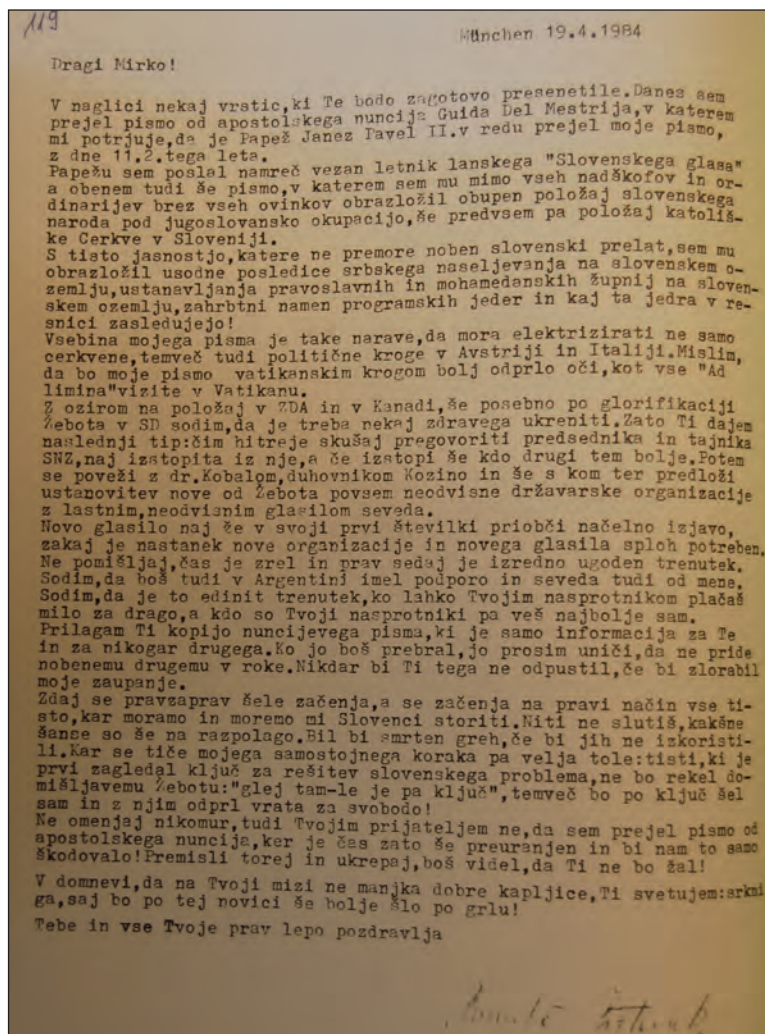 119
München 19.4.1984
Dragi Mirko!
V naglici nekaj vrstic,ki Te bodo zagotovo presenetile.Danes sem
prejel pismo od apostolskega nuncija Guida Del Mestrija,v katerem
mi potrjuje,da je Papež Janez Pavel II.v redu prejel moje pismo,
z dne 11.2.tega leta.
Papežu sem poslal namreč vezan letnik lanskega "Slovenskega glasa"
a obenem tudi še pismo,v katerem sem mu mimo vseh nadškofov in or-
dinarijev brez vseh ovinkov obrazložil obupen položaj slovenskega
naroda pod jugoslovansko okupacijo,še predvsem pa položaj katoliš-
ke Cerkve v Sloveniji.
S tisto jasnostjo,katere ne premore noben slovenski prelat,sem mu
obrazložil usodne posledice srbskega naseljevanja na slovenskem o-
zemlju,ustanavljanja pravoslavnih in mohamedanskih župnij na sloven-
skem ozemlju,zahrbtni namen programskih jeder in kaj ta jedra v re-
snici zasledujejo!
Vsebina mojega pisma je take narave,da mora elektrizirati ne samo
cerkvene,temveč tudi politične kroge v Avstriji in Italiji.Mislim,
da bo moje pismo vatikanskim krogom bolj odprlo oči,kot vse "Ad
limina"vizite v Vatikanu.
Z ozirom na položaj v ZDA in v Kanadi,še posebno po glorifikaciji
Žebota v SD sodim,da je treba nekaj zdravega ukreniti.Zato Ti dajem
naslednji tip:čim hitreje skušaj pregovoriti predsednika in tajnika
SNZ,naj izstopita iz nje,a če izstopi še kdo drugi tem bolje.Potem
se poveži z dr.Kobalom,duhovnikom Kozino in še s kom ter predloži
ustanovitev nove od Žebota povsem neodvisne državarske organizacije
z lastnim,neodvisnim glasilom seveda.
Novo glasilo naj že v svoji prvi številki priobči načelno izjavo,
zakaj je nastanek nove organizacije in novega glasila sploh potreben.
Ne pomišljaj,čas je zrel in prav sedaj je izredno ugoden trenutek.
Sodim,da boš tudi v Argentini imel podporo in seveda tudi od mene.
Sodim,da je to edinit trenutek,ko lahko Tvojim nasprotnikom plačaš
milo za drago,a kdo so Tvoji nasprotniki pa veš najbolje sam.
Prilagam Ti kopijo nuncijevega pisma,ki je samo informacija za Te
in za nikogar drugega.Ko jo boš prebral,jo prosim uniči,da ne pride
nobenemu drugemu v roke.Nikdar bi Ti tega ne odpustil,če bi zlorabil
moje zaupanje.
Zdaj se pravzaprav šele začenja,a se začenja na pravi način vse ti-
sto,kar moramo in moremo mi Slovenci storiti.Niti ne slutiš,kakšne
šanse so še na razpolago.Bil bi smrten greh,če bi jih ne izkoristi-
li.Kar se tiče mojega samostojnega koraka pa velja tole:tisti,ki je
prvi zagledal ključ za rešitev slovenskega problema,ne bo rekel do-
mišljavemu Žebotu:"glej tam-le je pa ključ",temveč bo po ključ šel
sam in z njim odprl vrata za svobodo!
Ne omenjaj nikomur,tudi Tvojim prijateljem ne,da sem prejel pismo od
apostolskega nuncija,ker je čas zato še preuranjen in bi nam to samo
škodovalo!Premisli torej in ukrepaj,boš videl,da Ti ne bo žal!
V domnevi,da na Tvoji mizi ne manjka dobre kapljice,Ti svetujem:srkni
ga,saj bo po tej novici še bolje šlo po grlu!
Tebe in vse Tvoje prav lepo pozdravlja